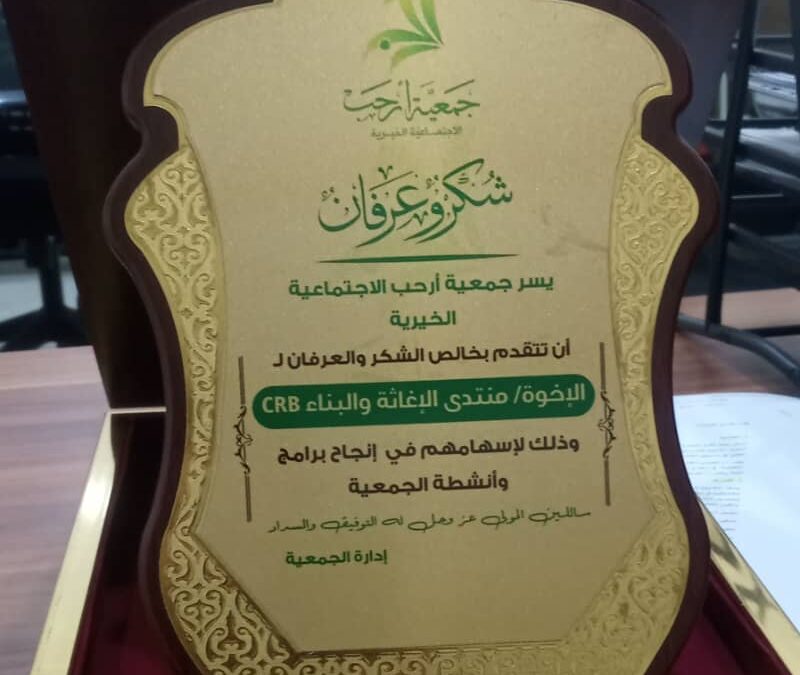 جمعية أرحب
الاجتماعية الخيرية
شكر وعرفان
يسر جمعية أرحب الاجتماعية
الخيرية
أن تتقدم بخالص الشكر والعرفان لـ
الإخوة/ منتدى الإغاثة والبناء CRB
وذلك لإسهامهم في إنجاح برامج
وأنشطة الجمعية
سائلين المولى عز وجل له التوفيق والسداد
إدارة الجمعية